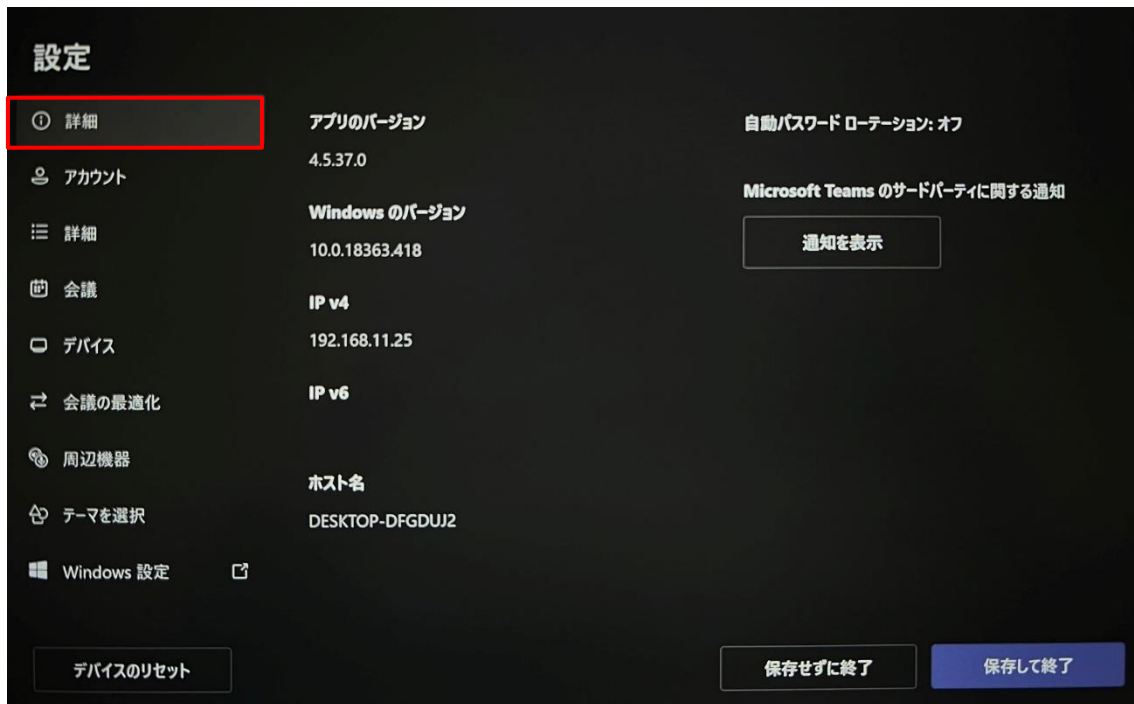 設定
詳細
アカウント
詳細
会議
デバイス
会議の最適化
周辺機器
テーマを選択
Windows 設定
デバイスのリセット
アプリのバージョン
4.5.37.0
Windows のバージョン
10.0.18363.418
IP v4
192.168.11.25
IP v6
ホスト名
DESKTOP-DFGDUJ2
自動パスワード ローテーション: オフ
Microsoft Teams のサードパーティに関する通知
通知を表示
保存せずに終了
保存して終了